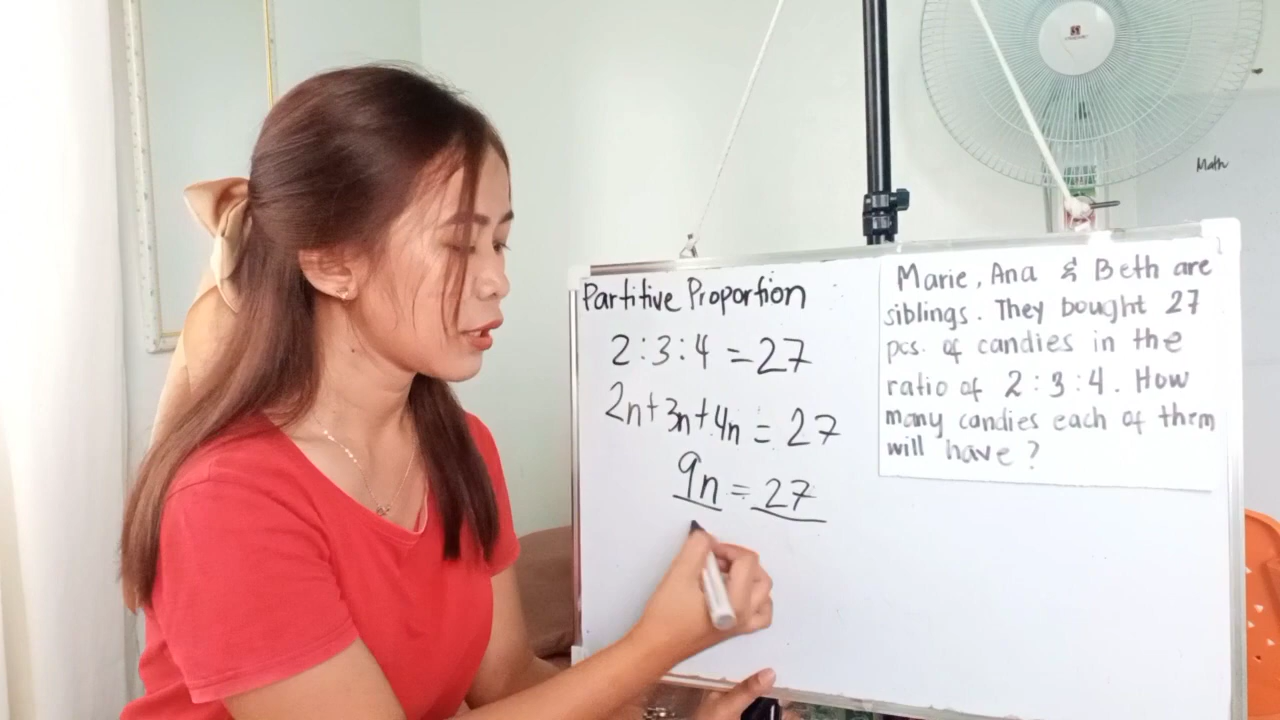 Math
Partitive Proportion
2:3:4 = 27
2n+3n+4n = 27
9n = 27
Marie, Ana & Beth are
siblings. They bought 27
pcs. of candies in the
ratio of 2:3:4. How
many candies each of them
will have?